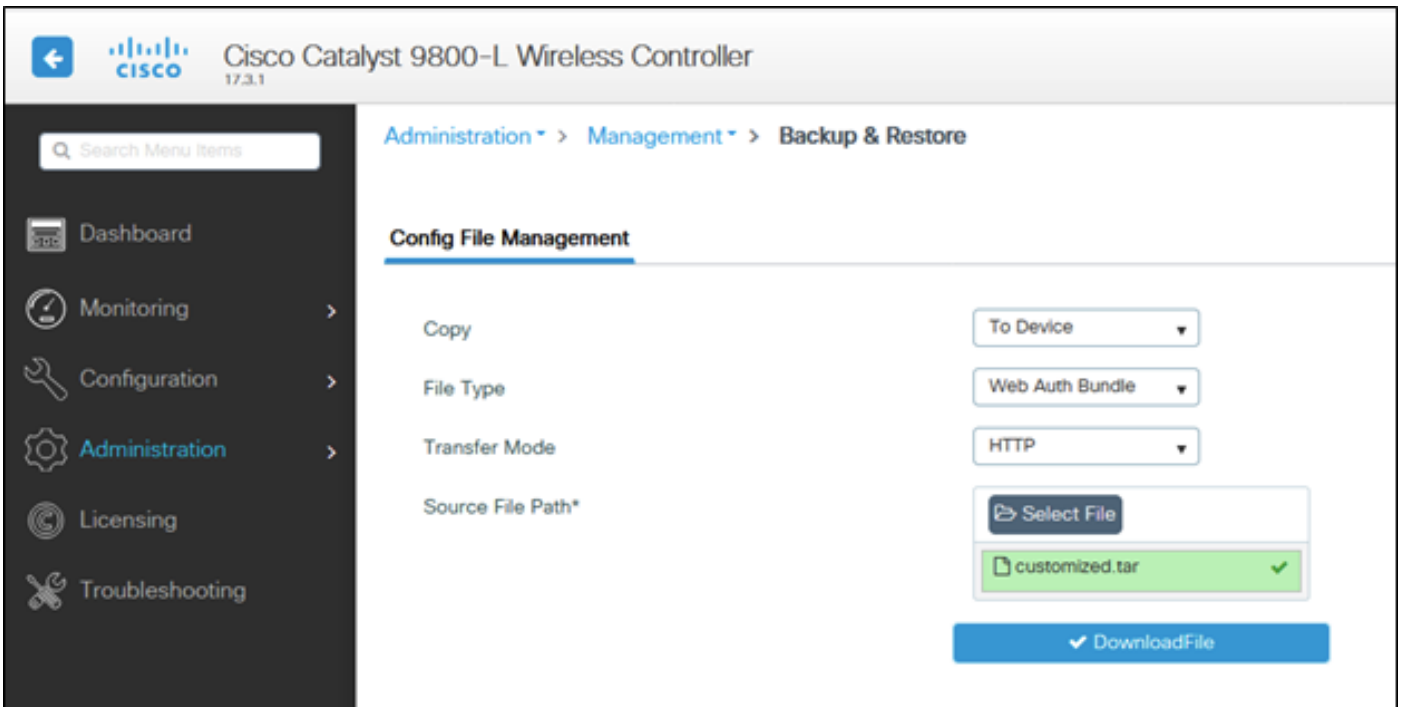 CISCO
Cisco Catalyst 9800-L Wireless Controller
17.3.1
Search Menu Items
Dashboard
Monitoring
Configuration
Administration
Licensing
Troubleshooting
Administration > Management > Backup & Restore
Config File Management
Copy To Device
File Type Web Auth Bundle
Transfer Mode HTTP
Source File Path* Select File
customized.tar
DownloadFile